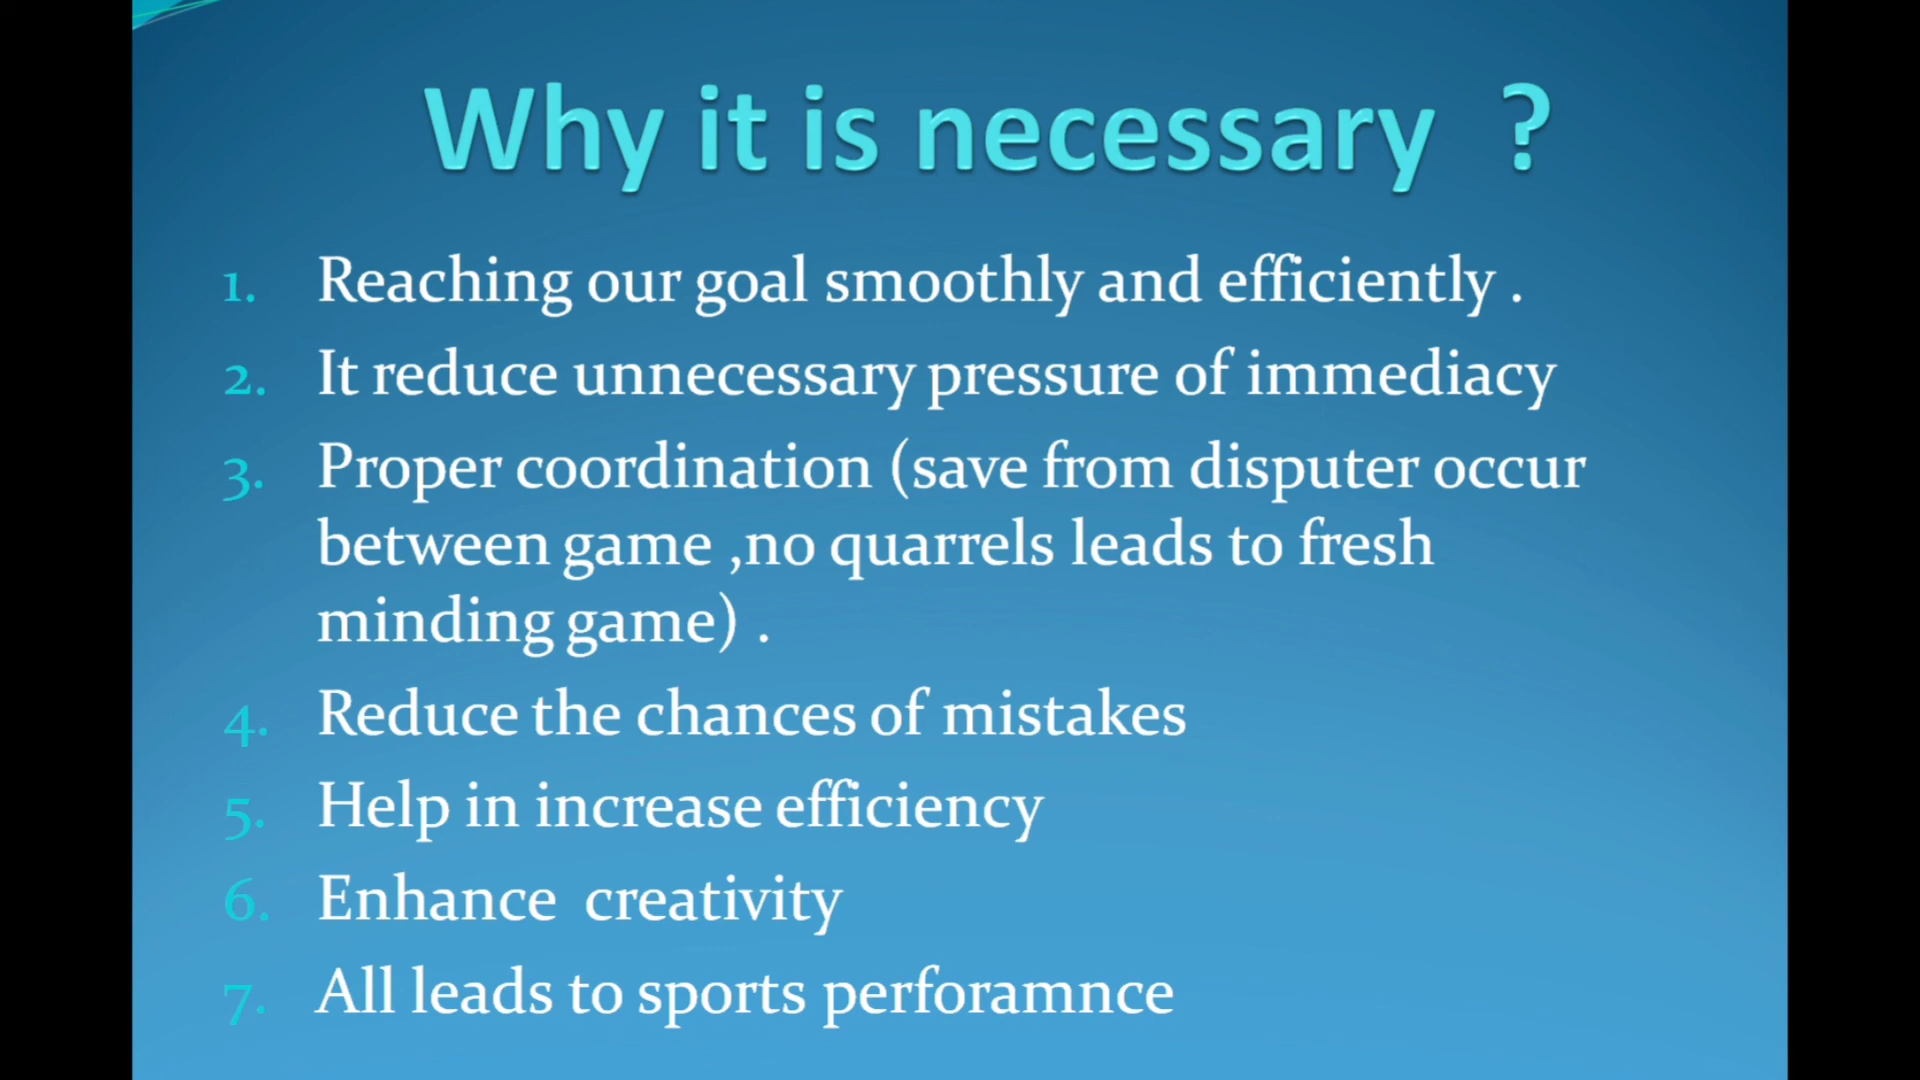 Why it is necessary ?
1. Reaching our goal smoothly and efficiently .
2. It reduce unnecessary pressure of immediacy
3. Proper coordination (save from disputer occur
between game ,no quarrels leads to fresh
minding game) .
4. Reduce the chances of mistakes
5. Help in increase efficiency
6. Enhance creativity
7. All leads to sports perforamnce